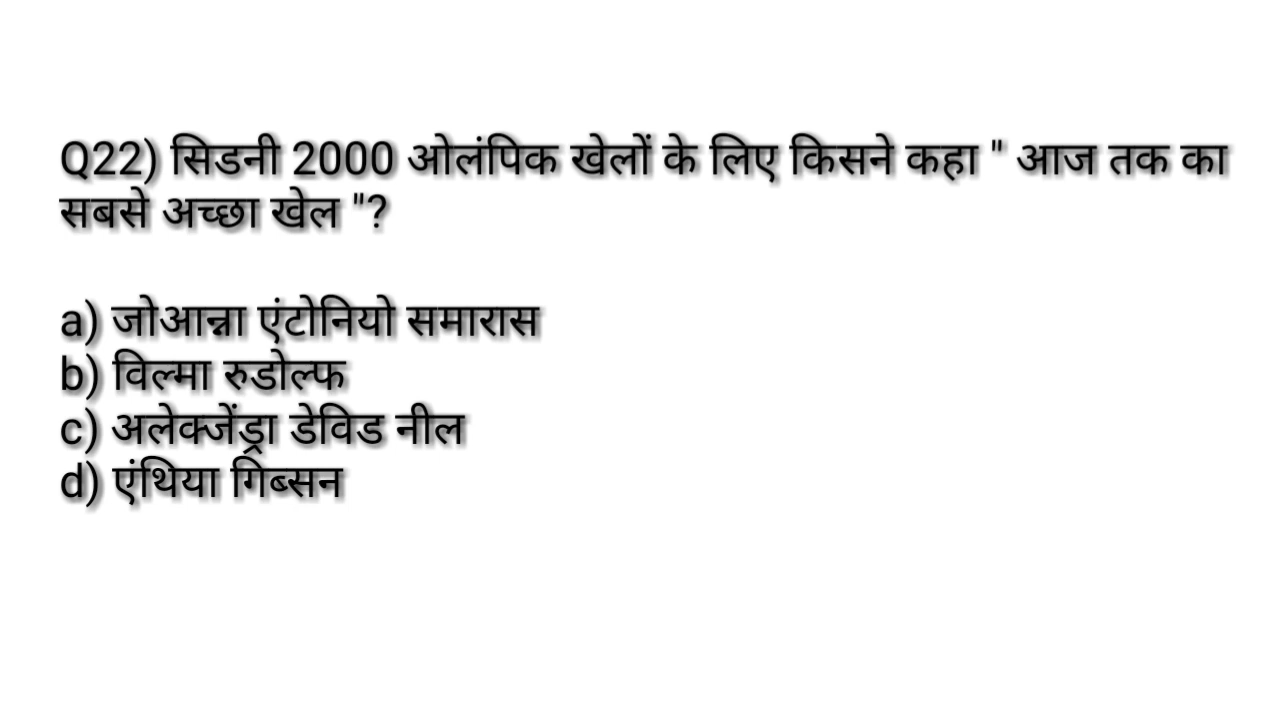 Q22) सिडनी 2000 ओलंपिक खेलों के लिए किसने कहा " आज तक का
सबसे अच्छा खेल "?
a) जोआन्ना एंटोनियो समारास
b) विल्मा रुडोल्फ
c) अलेक्जेंड्रा डेविड नील
d) एंथिया गिब्सन